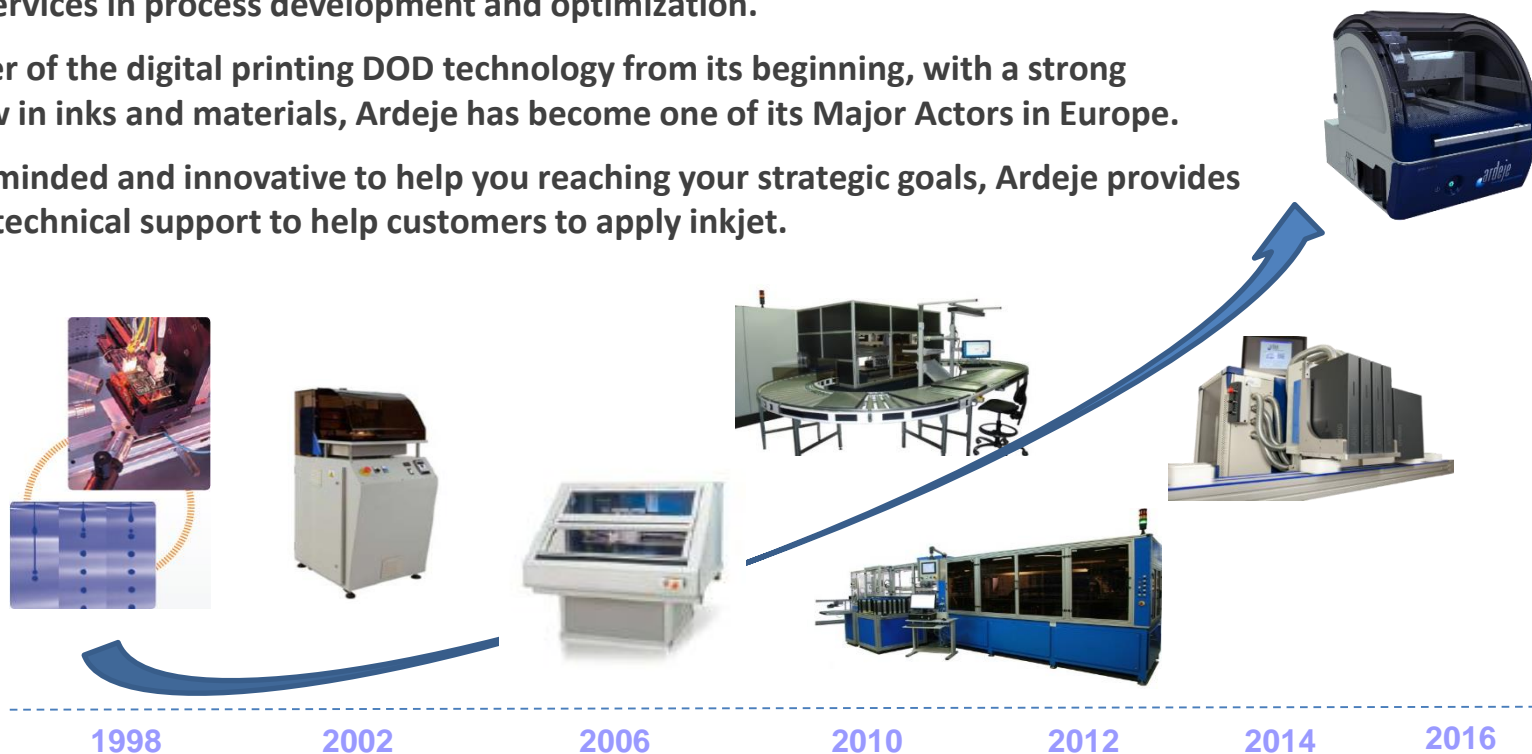 ervices in process development and optimization.
er of the digital printing DOD technology from its beginning, with a strong
w in inks and materials, Ardeje has become one of its Major Actors in Europe.
minded and innovative to help you reaching your strategic goals, Ardeje provides
technical support to help customers to apply inkjet.
ardeje
1998 2002 2006 2010 2012 2014 2016